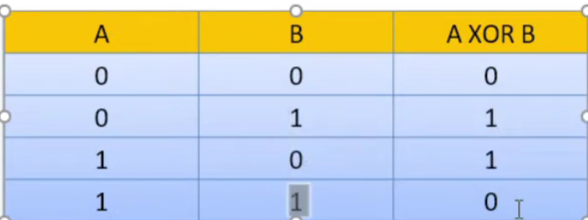 A B A XOR B
0 0 0
0 1 1
1 0 1
1 1 0